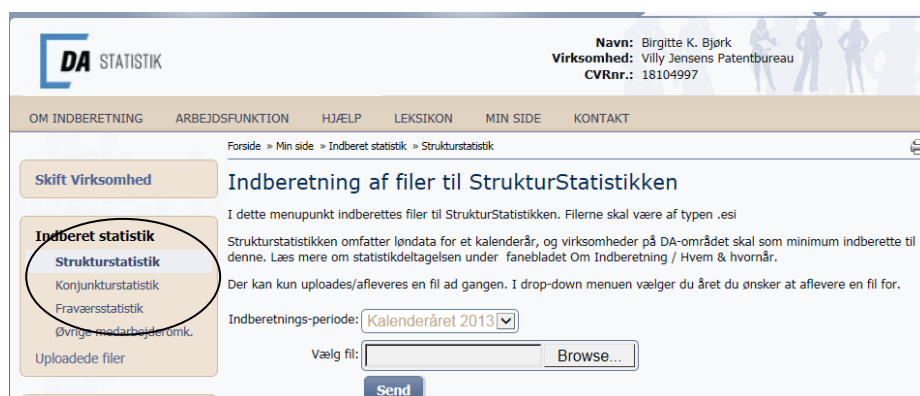 DA STATISTIK
Navn: Birgitte K. Bjørk
Virksomhed: Villy Jensens Patentbureau
CVRnr.: 18104997
OM INDBERETNING ARBEJDSFUNKTION HJÆLP LEKSIKON MIN SIDE KONTAKT
Forside » Min side » Indberet statistik » Strukturstatistik
Skift Virksomhed
Indberet statistik
Strukturstatistik
Konjunkturstatistik
Fraværsstatistik
Øvrige medarbejderomk.
Uploadede filer
Indberetning af filer til StrukturStatistikken
I dette menupunkt indberettes filer til StrukturStatistikken. Filerne skal være af typen .esi
Strukturstatistikken omfatter løndata for et kalenderår, og virksomheder på DA-området skal som minimum indberette til
denne. Læs mere om statistikdeltagelsen under fanebladet Om Indberetning / Hvem & hvornår.
Der kan kun uploades/afleveres en fil ad gangen. I drop-down menuen vælger du året du ønsker at aflevere en fil for.
Indberetnings-periode: Kalenderåret 2013
Vælg fil: Browse...
Send